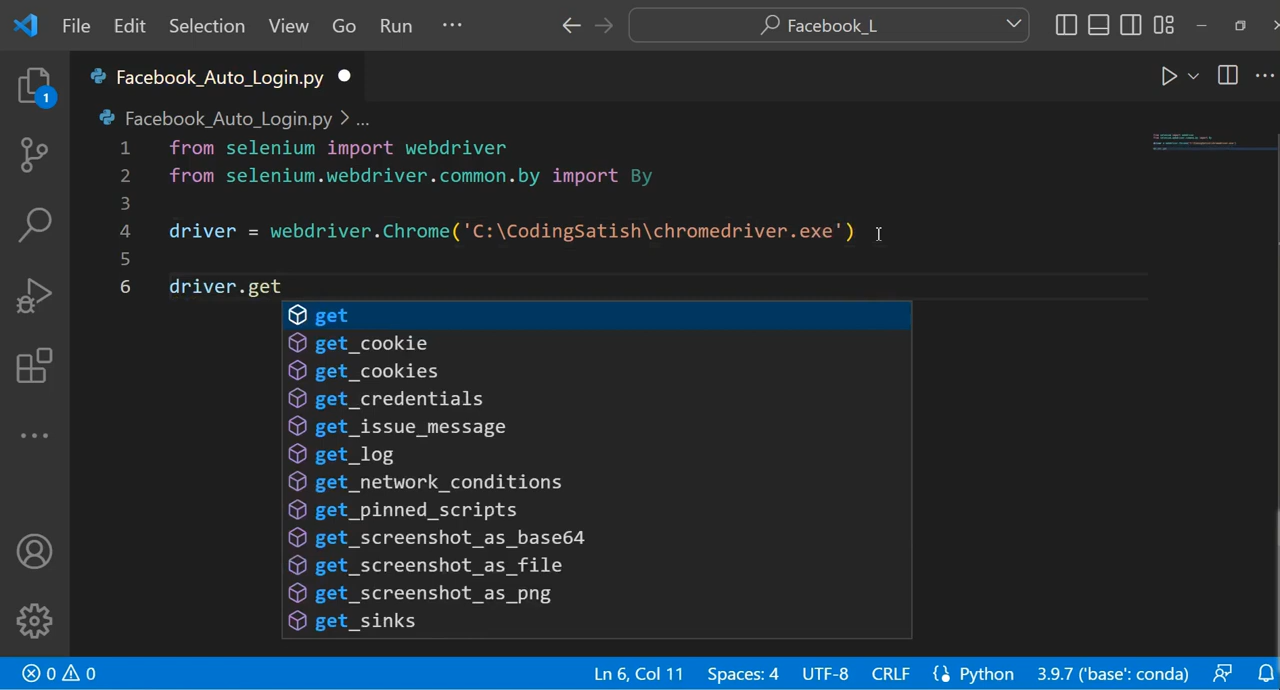 File Edit Selection View Go Run ··· Facebook_L
Facebook_Auto_Login.py
Facebook_Auto_Login.py > ...
1 from selenium import webdriver
2 from selenium.webdriver.common.by import By
3
4 driver = webdriver.Chrome('C:\CodingSatish\chromedriver.exe')
5
6 driver.get
get
get_cookie
get_cookies
get_credentials
get_issue_message
get_log
get_network_conditions
get_pinned_scripts
get_screenshot_as_base64
get_screenshot_as_file
get_screenshot_as_png
get_sinks
1
0 0 Ln 6, Col 11 Spaces: 4 UTF-8 CRLF Python 3.9.7 ('base': conda)